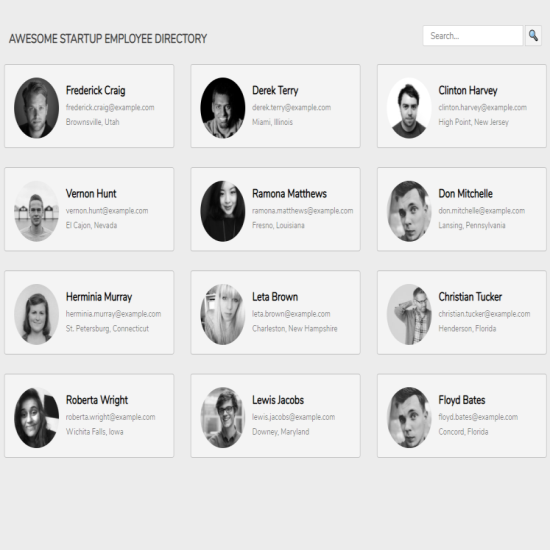 AWESOME STARTUP EMPLOYEE DIRECTORY
Search...
Frederick Craig
frederick.craig@example.com
Brownsville, Utah
Derek Terry
derek.terry@example.com
Miami, Illinois
Clinton Harvey
clinton.harvey@example.com
High Point, New Jersey
Vernon Hunt
vernon.hunt@example.com
El Cajon, Nevada
Ramona Matthews
ramona.matthews@example.com
Fresno, Louisiana
Don Mitchelle
don.mitchelle@example.com
Lansing, Pennsylvania
Herminia Murray
herminia.murray@example.com
St. Petersburg, Connecticut
Leta Brown
leta.brown@example.com
Charleston, New Hampshire
Christian Tucker
christian.tucker@example.com
Henderson, Florida
Roberta Wright
roberta.wright@example.com
Wichita Falls, Iowa
Lewis Jacobs
lewis.jacobs@example.com
Downey, Maryland
Floyd Bates
floyd.bates@example.com
Concord, Florida